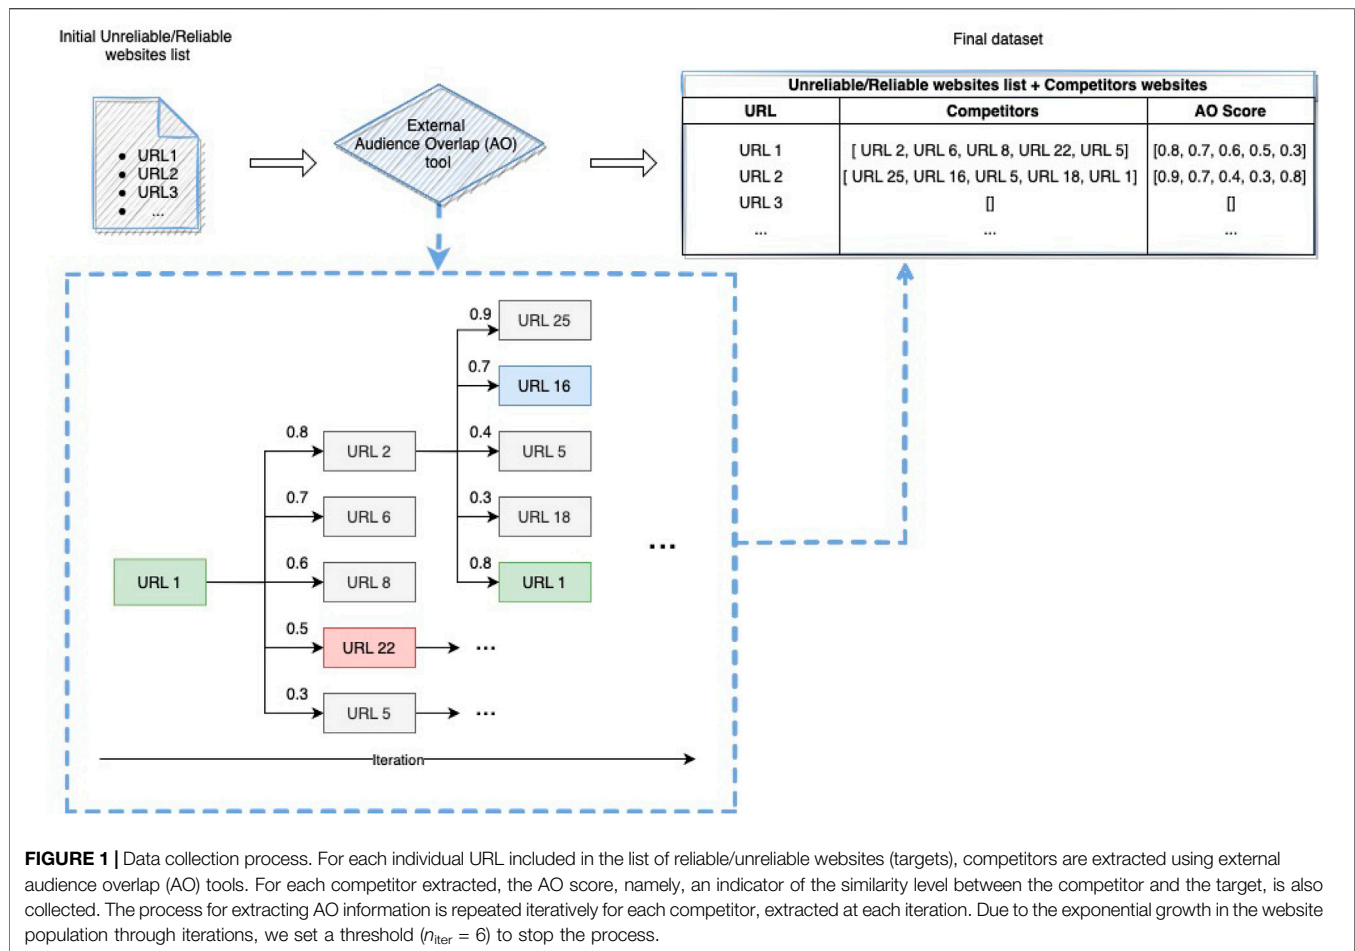 Initial Unreliable/Reliable
websites list
URL1
URL2
URL3
...
External
Audience Overlap (AO)
tool
Final dataset
Unreliable/Reliable websites list + Competitors websites
URL Competitors AO Score
URL 1 [ URL 2, URL 6, URL 8, URL 22, URL 5] [0.8, 0.7, 0.6, 0.5, 0.3]
URL 2 [ URL 25, URL 16, URL 5, URL 18, URL 1] [0.9, 0.7, 0.4, 0.3, 0.8]
URL 3 [] []
... ... ...
URL 1
0.8 URL 2
0.7 URL 6
0.6 URL 8
0.5 URL 22 ...
0.3 URL 5 ...
0.9 URL 25
0.7 URL 16
0.4 URL 5
0.3 URL 18
0.8 URL 1
...
Iteration
FIGURE 1 | Data collection process. For each individual URL included in the list of reliable/unreliable websites (targets), competitors are extracted using external
audience overlap (AO) tools. For each competitor extracted, the AO score, namely, an indicator of the similarity level between the competitor and the target, is also
collected. The process for extracting AO information is repeated iteratively for each competitor, extracted at each iteration. Due to the exponential growth in the website
population through iterations, we set a threshold (niter = 6) to stop the process.